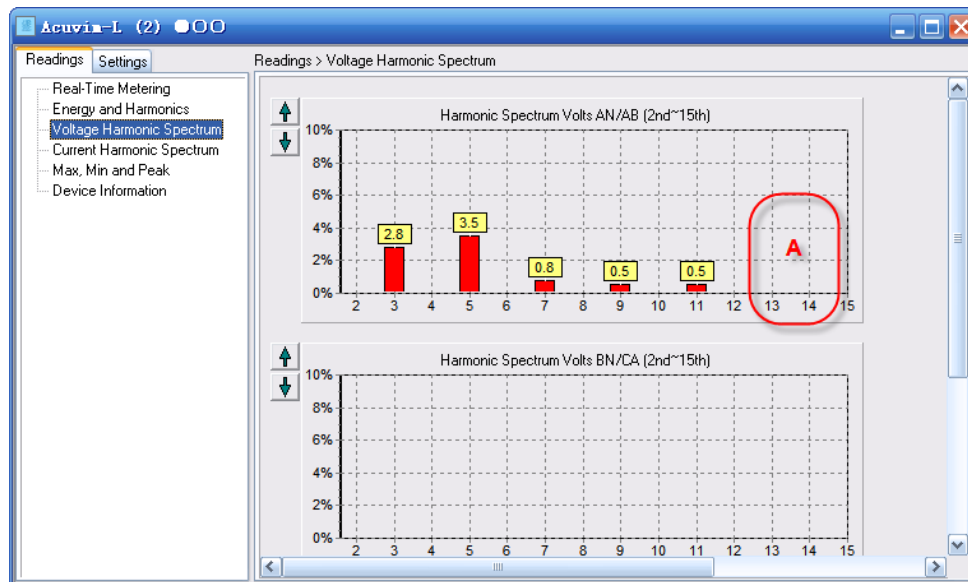 Acuvim-L (2)
Readings Settings
Readings > Voltage Harmonic Spectrum
Real-Time Metering
Energy and Harmonics
Voltage Harmonic Spectrum
Current Harmonic Spectrum
Max, Min and Peak
Device Information
Harmonic Spectrum Volts AN/AB (2nd~15th)
10%
8%
6%
4%
2%
0%
2.8
3.5
0.8
0.5
0.5
A
2 3 4 5 6 7 8 9 10 11 12 13 14 15
Harmonic Spectrum Volts BN/CA (2nd~15th)
10%
8%
6%
4%
2%
0%
2 3 4 5 6 7 8 9 10 11 12 13 14 15